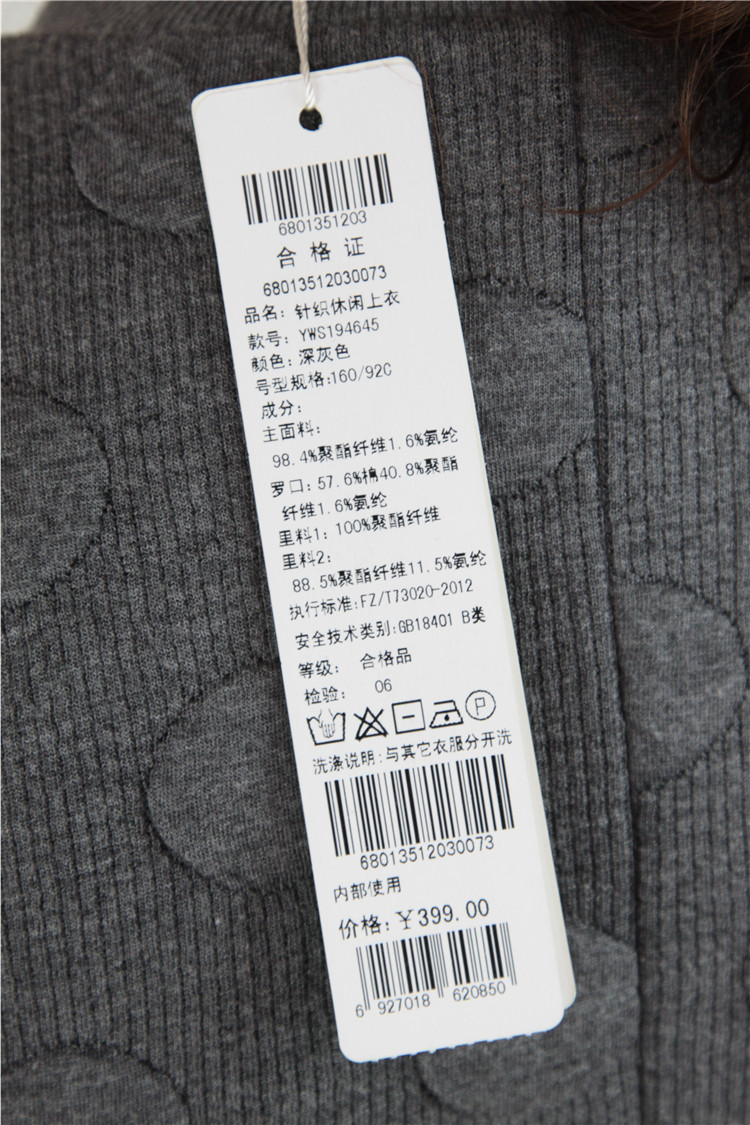 6801351203
合格证
68013512030073
品名: 针织休闲上衣
款号: YWS194645
颜色: 深灰色
号型规格:160/92C
成分:
主面料:
98.4%聚酯纤维1.6%氨纶
罗口: 57.6%棉40.8%聚酯
纤维1.6%氨纶
里料1: 100%聚酯纤维
里料2:
88.5%聚酯纤维11.5%氨纶
执行标准:FZ/T73020-2012
安全技术类别:GB18401 B类
等级: 合格品
检验: 06
P
洗涤说明:与其它衣服分开洗
68013512030073
内部使用
价格:￥399.00
6 927018 620850